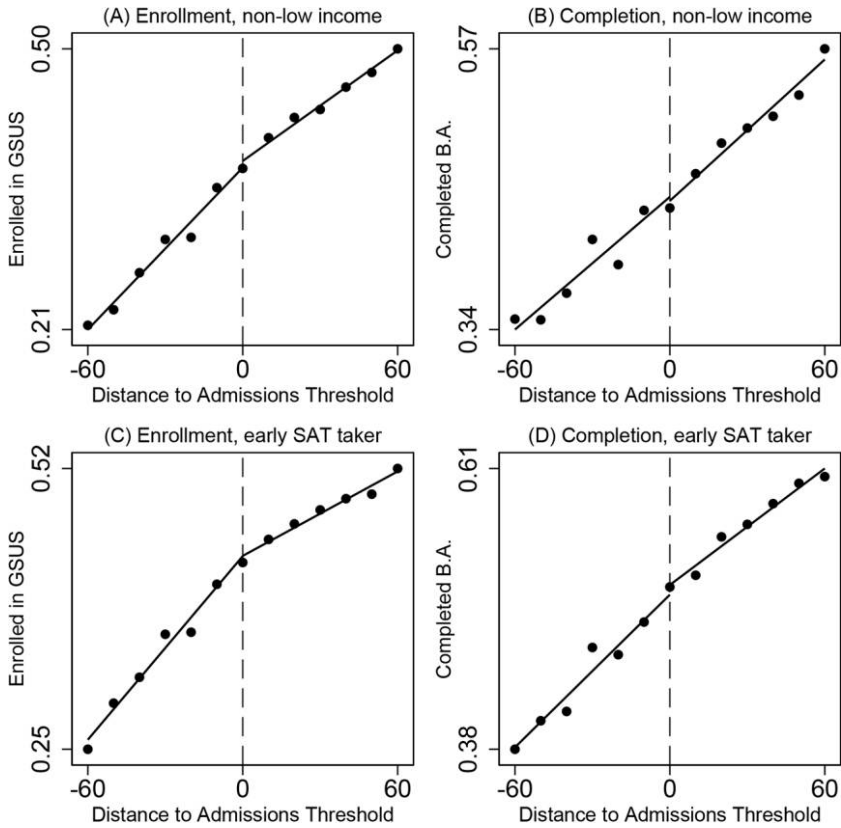 (A) Enrollment, non-low income
0.50
Enrolled in GSUS
0.21
-60 0 60
Distance to Admissions Threshold
(B) Completion, non-low income
0.57
Completed B.A.
0.34
-60 0 60
Distance to Admissions Threshold
(C) Enrollment, early SAT taker
0.52
Enrolled in GSUS
0.25
-60 0 60
Distance to Admissions Threshold
(D) Completion, early SAT taker
0.61
Completed B.A.
0.38
-60 0 60
Distance to Admissions Threshold